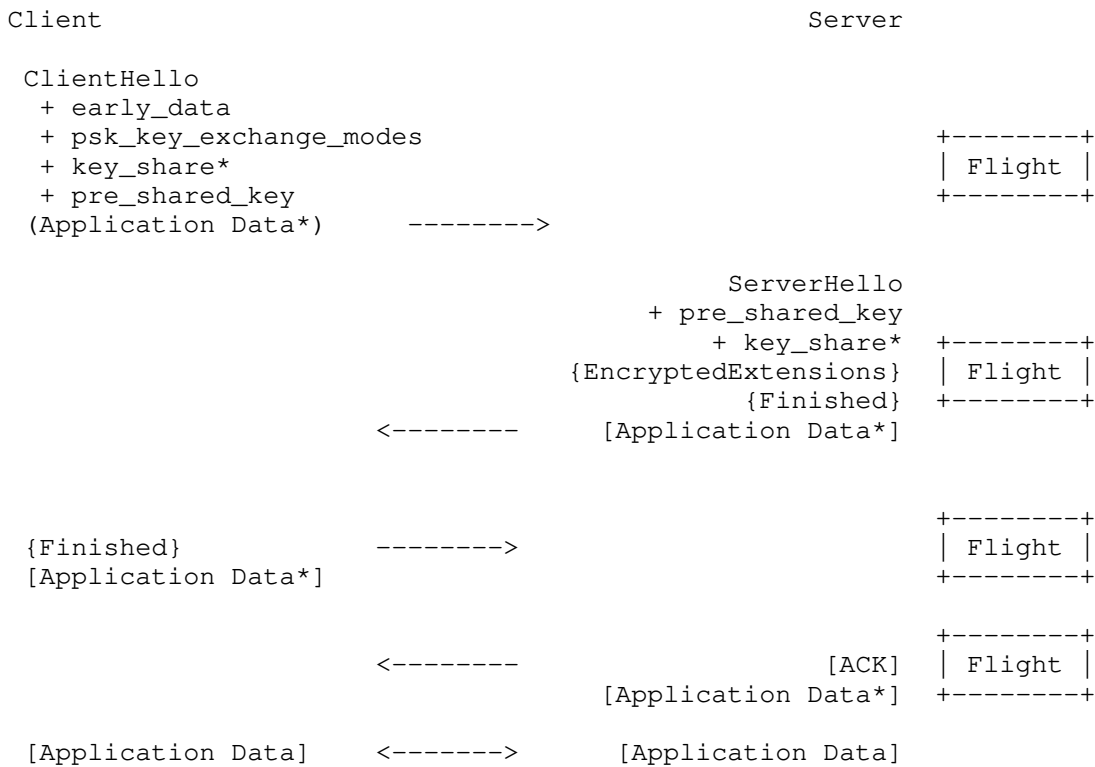 Client                                             Server

 ClientHello
  + early_data
  + psk_key_exchange_modes                                +--------+
  + key_share*                                            | Flight |
  + pre_shared_key                                        +--------+
 (Application Data*)     -------->

                                             ServerHello
                                        + pre_shared_key
                                            + key_share*  +--------+
                                   {EncryptedExtensions}  | Flight |
                                              {Finished}  +--------+
                       <--------     [Application Data*]

                                                          +--------+
 {Finished}            -------->                          | Flight |
 [Application Data*]                                      +--------+

                                                          +--------+
                       <--------                   [ACK]  | Flight |
                                     [Application Data*]  +--------+

 [Application Data]    <------->      [Application Data]